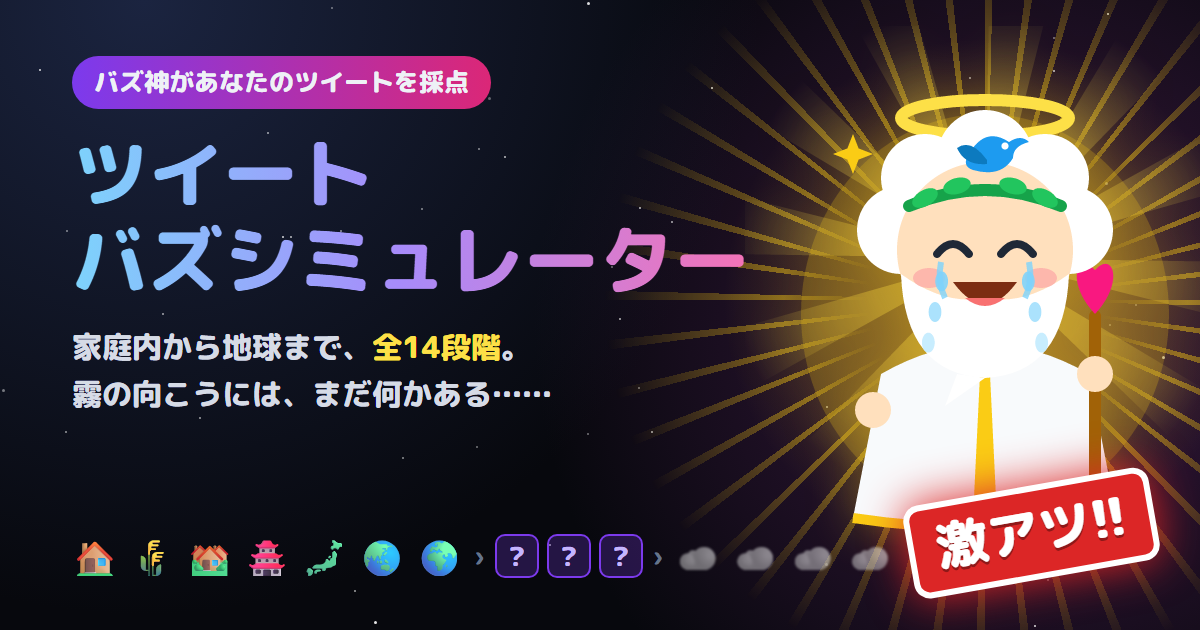 バズ神があなたのツイートを採点
ツイート
バズシミュレーター
家庭内から地球まで、全14段階。
霧の向こうには、まだ何かある……
› ? ? ? ›
激アツ!!